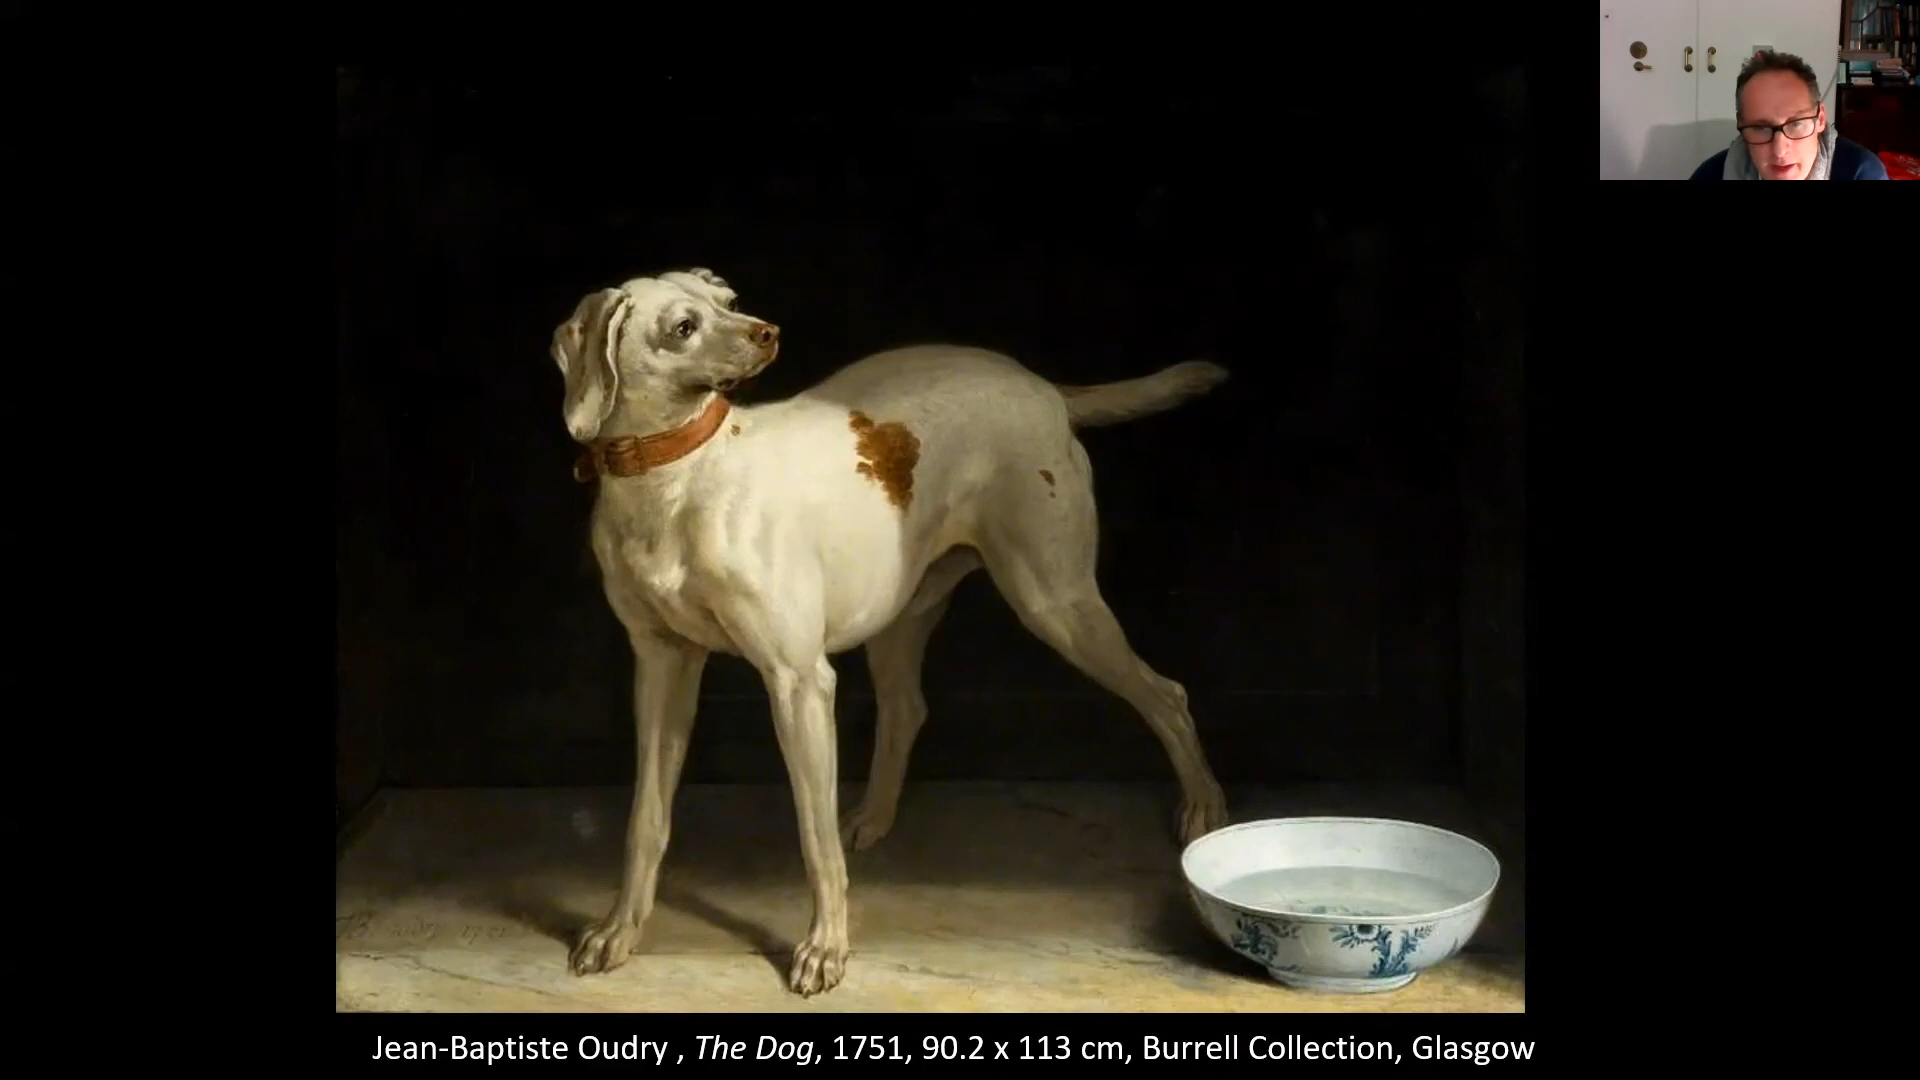 Jean-Baptiste Oudry , The Dog, 1751, 90.2 x 113 cm, Burrell Collection, Glasgow